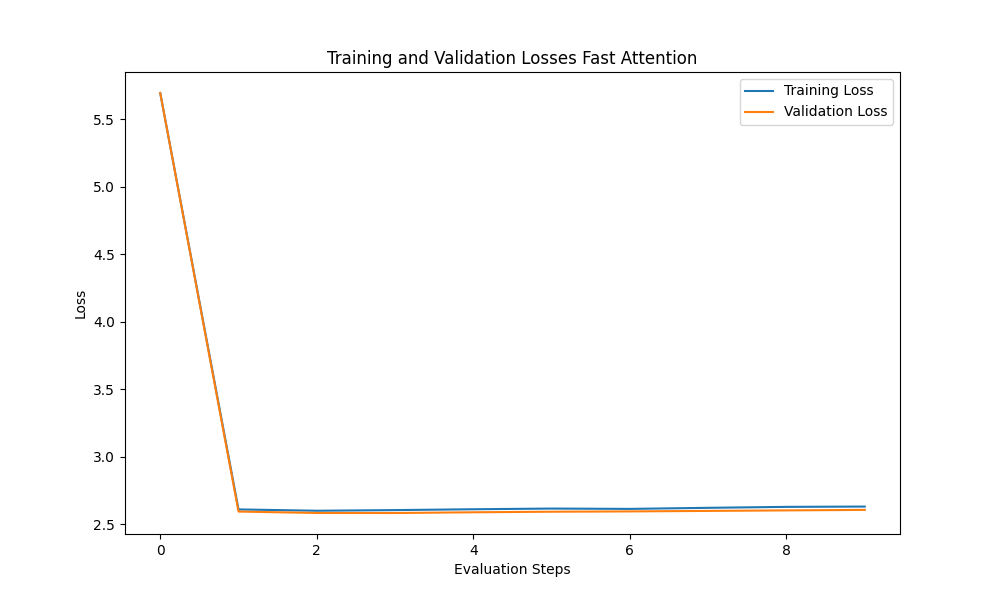 Training and Validation Losses Fast Attention
Training Loss
Validation Loss
5.5
5.0
4.5
4.0
3.5
3.0
2.5
Loss
0
2
4
6
8
Evaluation Steps